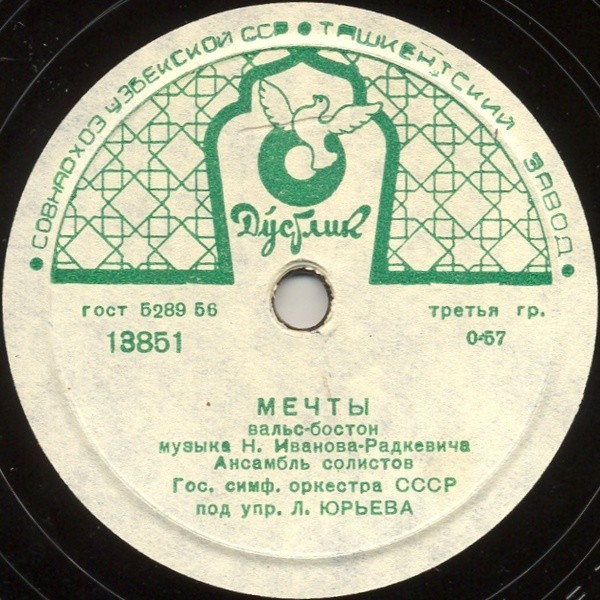 • СОВНАРХОЗ УЗБЕКСКОЙ ССР • ТАШКЕНТСКИЙ ЗАВОД •
Дӯстлик
гост 5289 56
третья гр.
13851
0-57
МЕЧТЫ
вальс-бостон
музыка Н. Иванова-Радкевича
Ансамбль солистов
Гос. симф. оркестра СССР
под упр. Л. ЮРЬЕВА